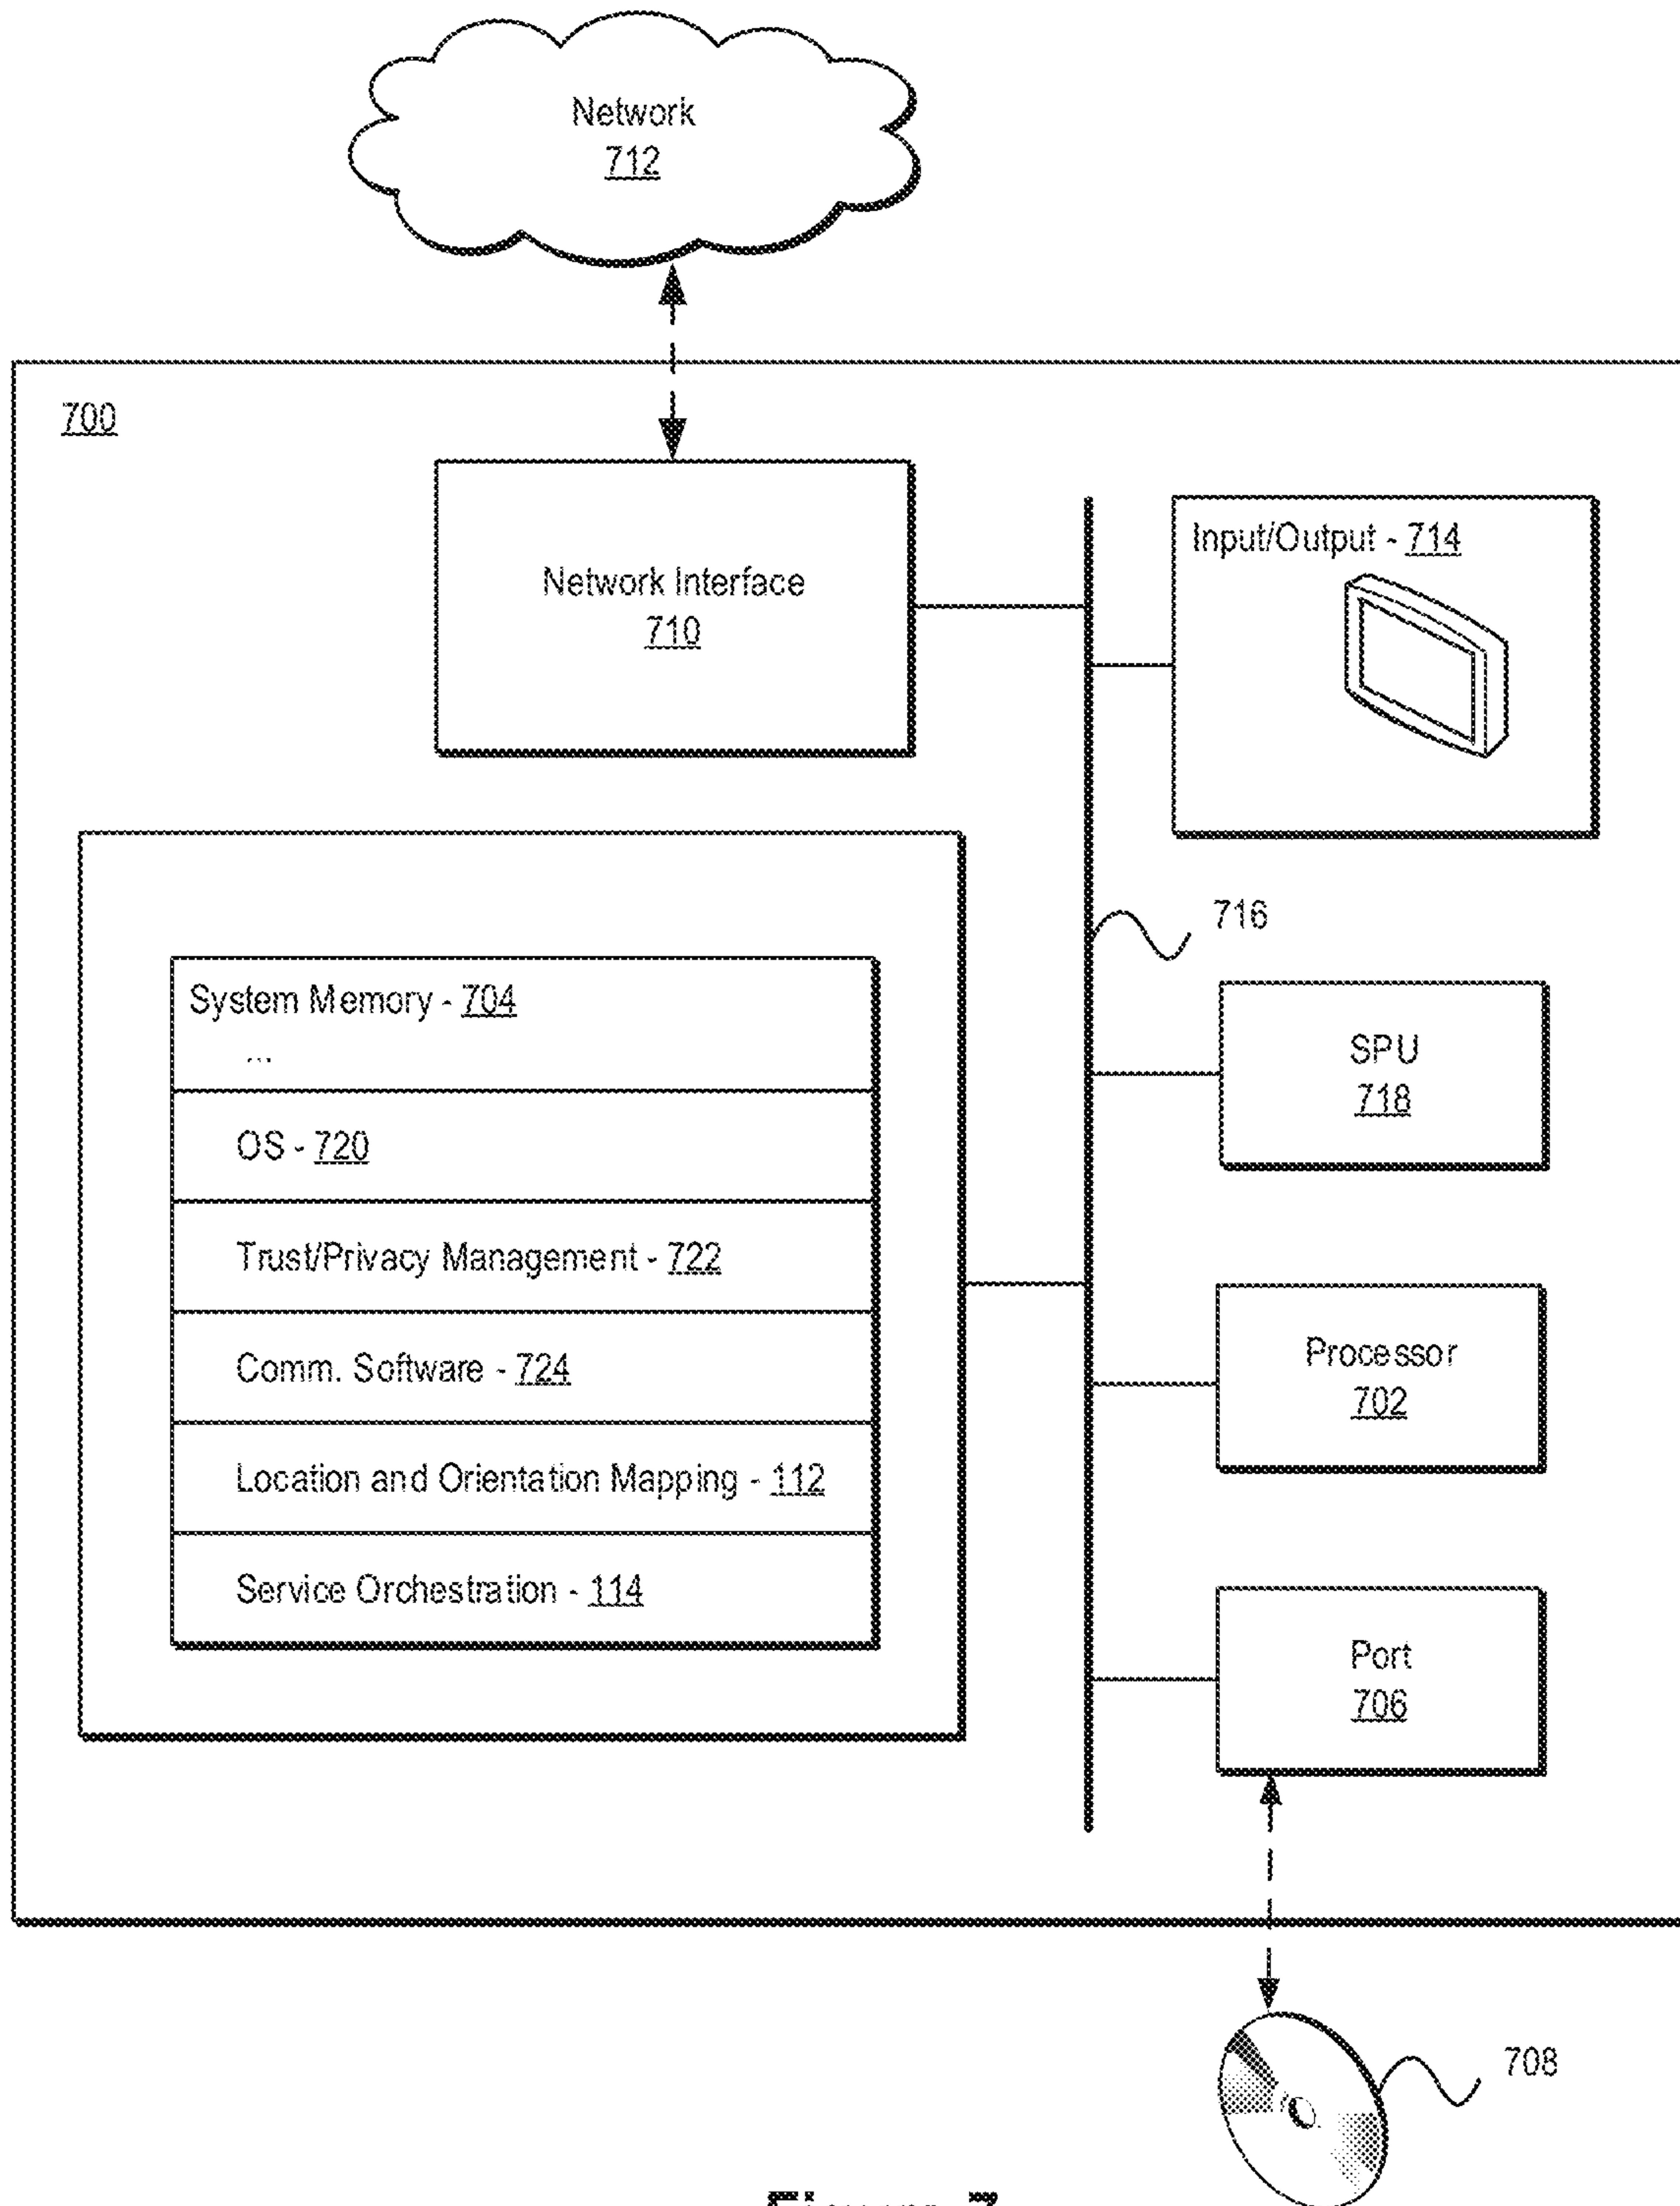 Network
712
700
Network Interface
710
Input/Output - 714
716
System Memory - 704
...
OS - 720
Trust/Privacy Management - 722
Comm. Software - 724
Location and Orientation Mapping - 112
Service Orchestration - 114
SPU
718
Processor
702
Port
706
708